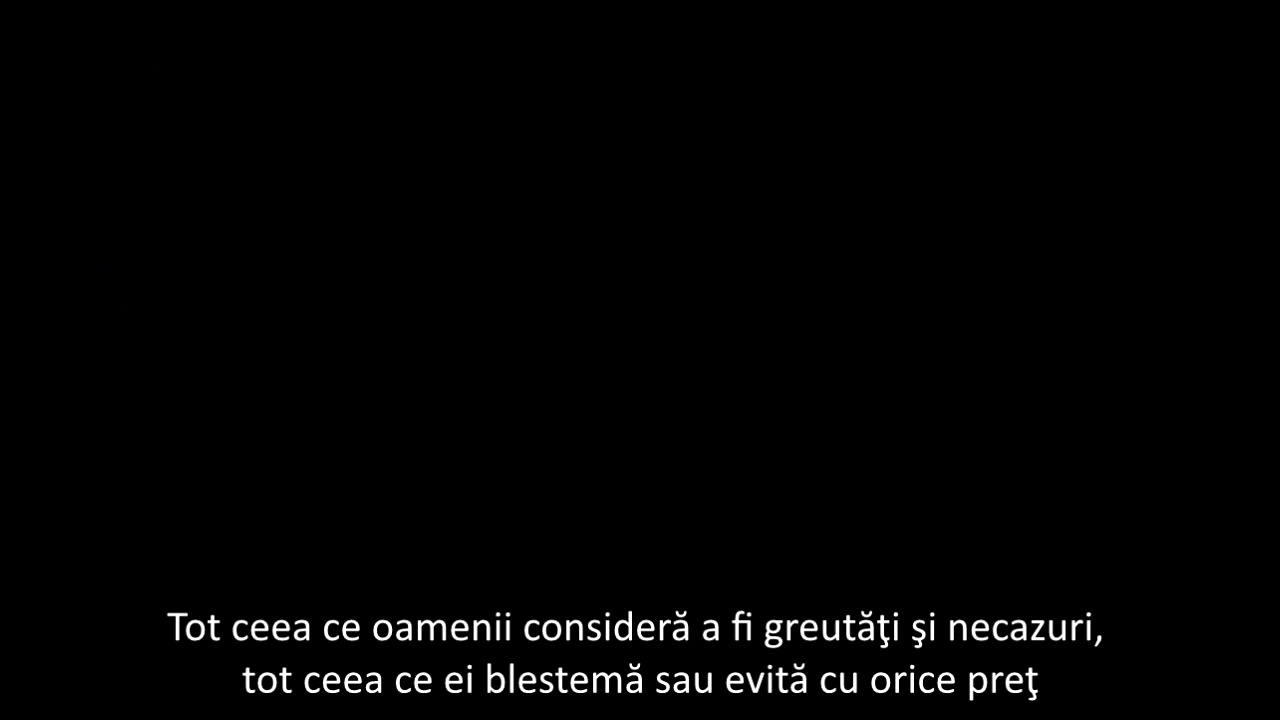 Tot ceea ce oamenii consideră a fi greutăţi şi necazuri,
tot ceea ce ei blestemă sau evită cu orice preţ